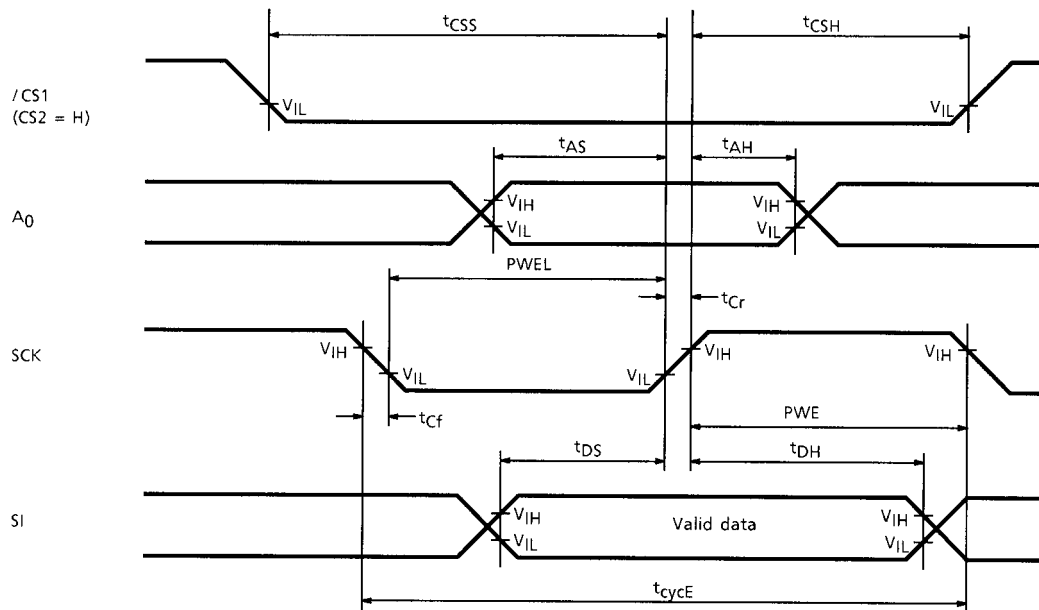 tCSS
tCSH
/CS1
(CS2 = H)
VIL
VIL
tAS
tAH
A0
VIH
VIL
VIH
VIL
PWEL
tCr
SCK
VIH
VIL
VIL
VIH
VIH
tCf
PWE
tDS
tDH
SI
VIH
VIL
Valid data
VIH
VIL
tcycE